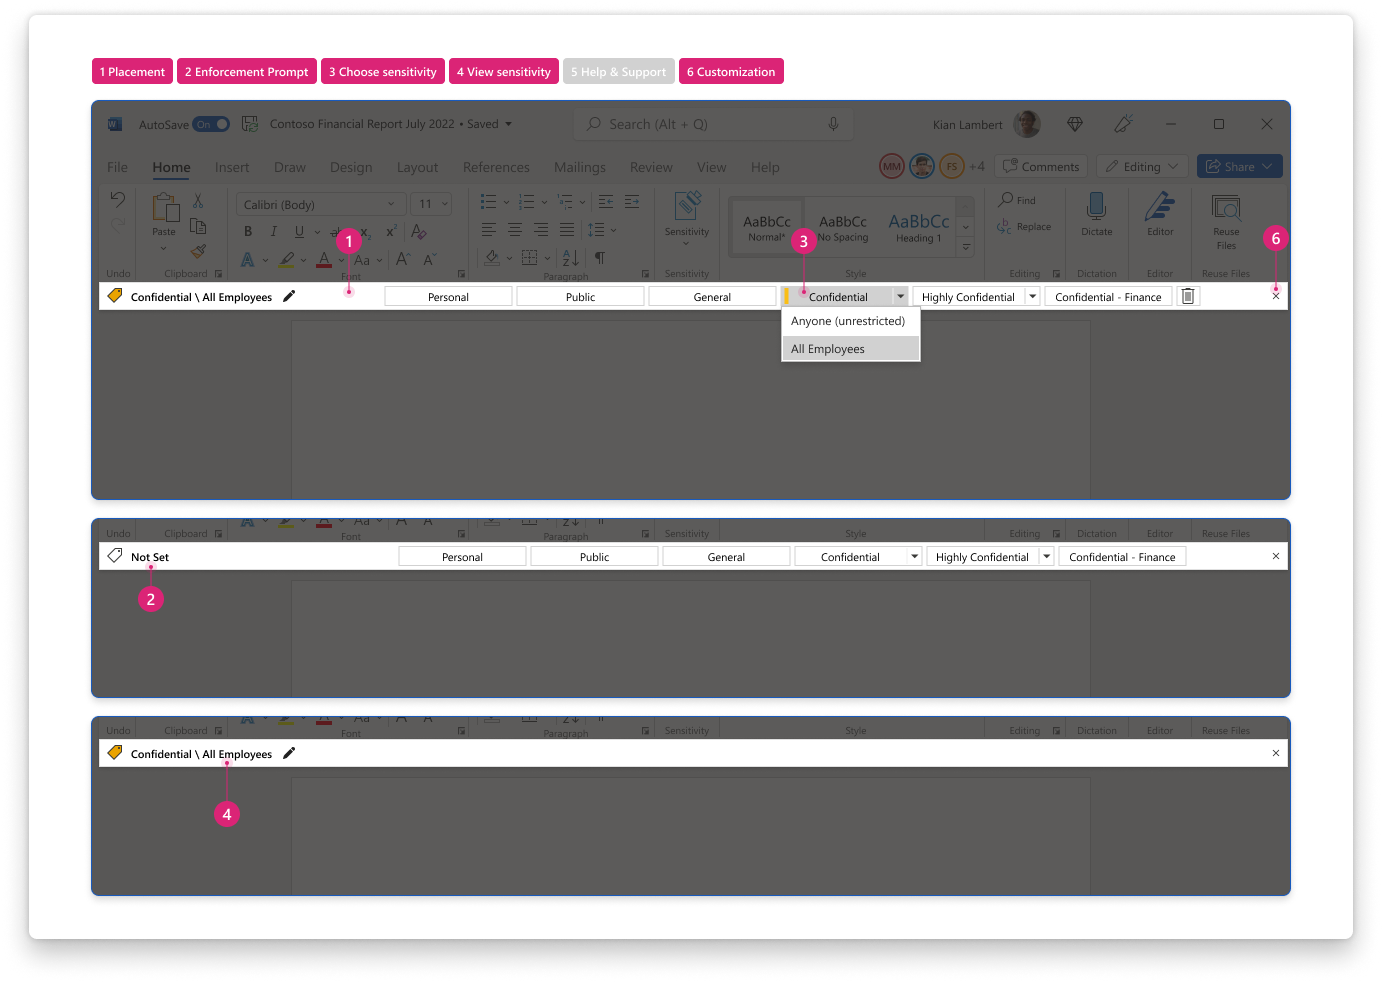 1 Placement
2 Enforcement Prompt
3 Choose sensitivity
4 View sensitivity
5 Help & Support
6 Customization
AutoSave On
Contoso Financial Report July 2022 • Saved
Search (Alt + Q)
Kian Lambert
File
Home
Insert
Draw
Design
Layout
References
Mailings
Review
View
Help
MM
FS
+4
Comments
Editing
Share
Paste
Calibri (Body)
11
B I U ab x₂ x² A
A A Aa A A
Sensitivity
AaBbCc
Normal*
AaBbCc
No Spacing
AaBbCc
Heading 1
Find
Replace
Dictate
Editor
Reuse
Files
1
3
6
Undo
Clipboard
Font
Paragraph
Sensitivity
Style
Editing
Dictation
Editor
Reuse Files
Confidential \ All Employees
Personal
Public
General
Confidential
Highly Confidential
Confidential - Finance
Anyone (unrestricted)
All Employees
Undo
Clipboard
Font
Paragraph
Sensitivity
Style
Editing
Dictation
Editor
Reuse Files
Not Set
Personal
Public
General
Confidential
Highly Confidential
Confidential - Finance
2
Undo
Clipboard
Font
Paragraph
Sensitivity
Style
Editing
Dictation
Editor
Reuse Files
Confidential \ All Employees
4